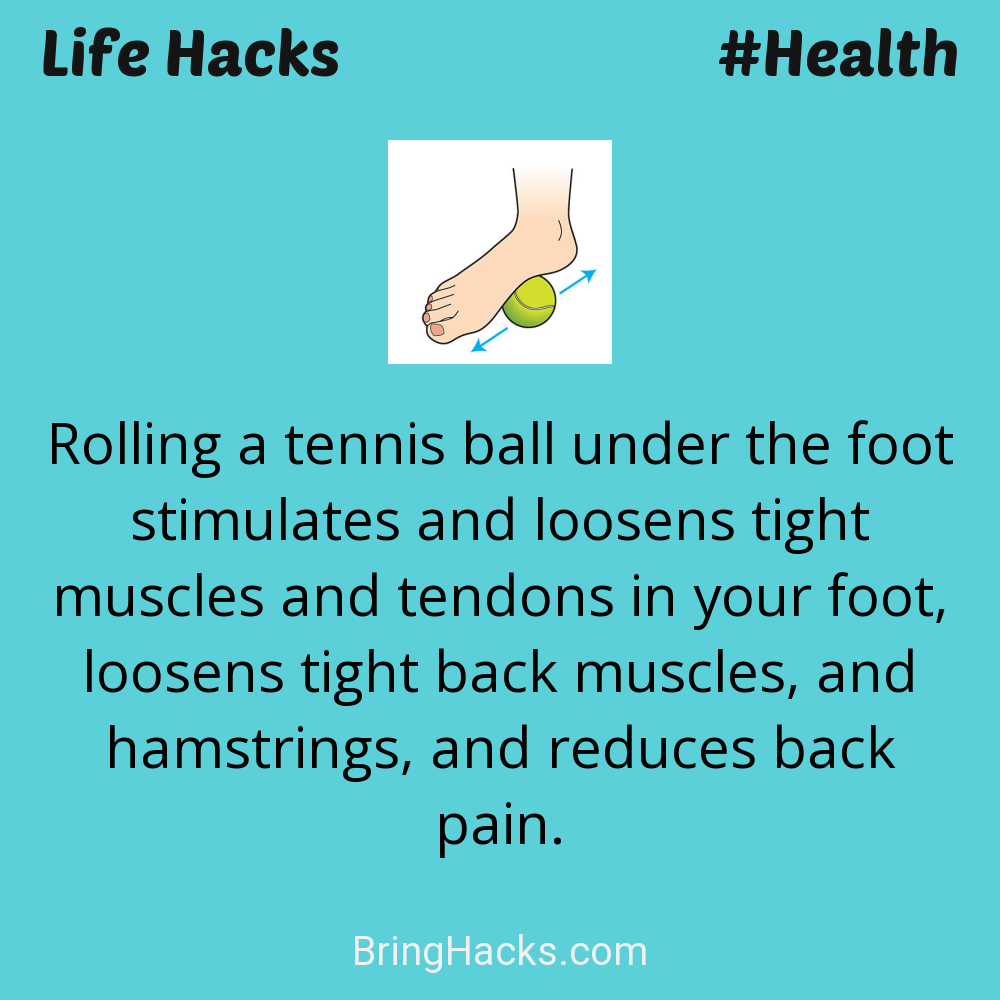 Life Hacks
#Health
Rolling a tennis ball under the foot
stimulates and loosens tight
muscles and tendons in your foot,
loosens tight back muscles, and
hamstrings, and reduces back
pain.
BringHacks.com